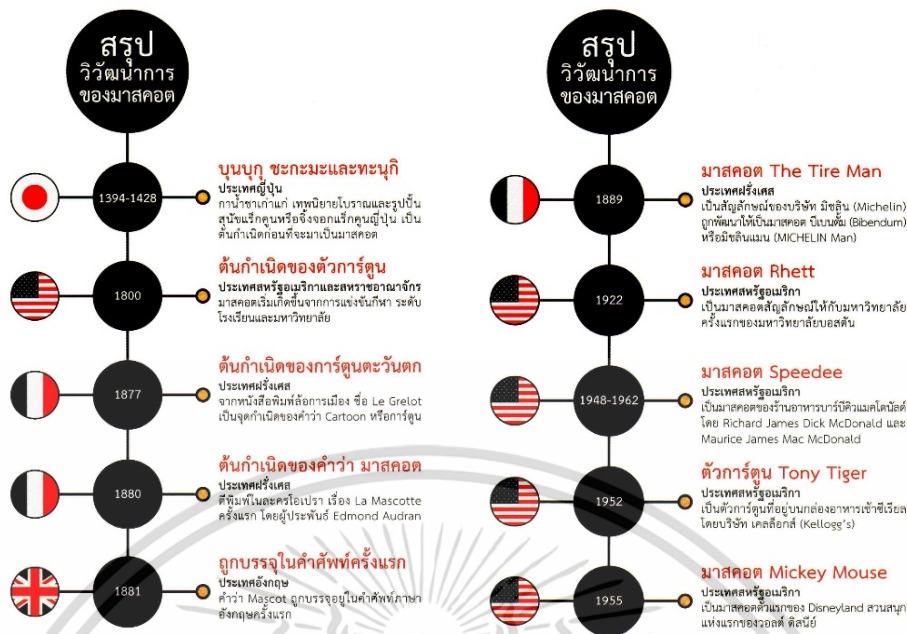 สรุป
วิวัฒนาการ
ของมาสคอต
1394-1428
บุนบุกุ ชะกะมะและทะนุกิ
ประเทศญี่ปุ่น
กาน้ำชาเก่าแก่ เทพนิยายโบราณและรูปปั้น
สุนัขแร็กคูนหรือจิ้งจอกแร็กคูนญี่ปุ่น เป็น
ต้นกำเนิดก่อนที่จะมาเป็นมาสคอต
1800
ต้นกำเนิดของตัวการ์ตูน
ประเทศสหรัฐอเมริกาและสหราชอาณาจักร
มาสคอตเริ่มเกิดขึ้นจากการแข่งขันกีฬา ระดับ
โรงเรียนและมหาวิทยาลัย
1877
ต้นกำเนิดของการ์ตูนตะวันตก
ประเทศฝรั่งเศส
จากหนังสือพิมพ์ล้อการเมือง ชื่อ Le Grelot
เป็นจุดกำเนิดของคำว่า Cartoon หรือการ์ตูน
1880
ต้นกำเนิดของคำว่า มาสคอต
ประเทศฝรั่งเศส
ตีพิมพ์ในละครโอเปรา เรื่อง La Mascotte
ครั้งแรก โดยผู้ประพันธ์ Edmond Audran
1881
ถูกบรรจุในคำศัพท์ครั้งแรก
ประเทศอังกฤษ
คำว่า Mascot ถูกบรรจุอยู่ในคำศัพท์ภาษา
อังกฤษครั้งแรก
สรุป
วิวัฒนาการ
ของมาสคอต
1889
มาสคอต The Tire Man
ประเทศฝรั่งเศส
เป็นสัญลักษณ์ของบริษัท มิชลิน (Michelin)
ถูกพัฒนาให้เป็นมาสคอต บีเบนดั้ม (Bibendum)
หรือมิชลินแมน (MICHELIN Man)
1922
มาสคอต Rhett
ประเทศสหรัฐอเมริกา
เป็นมาสคอตสัญลักษณ์ให้กับมหาวิทยาลัย
ครั้งแรกของมหาวิทยาลัยบอสตัน
1948-1962
มาสคอต Speedee
ประเทศสหรัฐอเมริกา
เป็นมาสคอตของร้านอาหารบาร์บีคิวแมคโดนัลด์
โดย Richard James Dick McDonald และ
Maurice James Mac McDonald
1952
ตัวการ์ตูน Tony Tiger
ประเทศสหรัฐอเมริกา
เป็นตัวการ์ตูนที่อยู่บนกล่องอาหารเช้าซีเรียล
โดยบริษัท เคลล็อกส์ (Kellogg's)
1955
มาสคอต Mickey Mouse
ประเทศสหรัฐอเมริกา
เป็นมาสคอตตัวแรกของ Disneyland สวนสนุก
แห่งแรกของวอลต์ ดิสนีย์